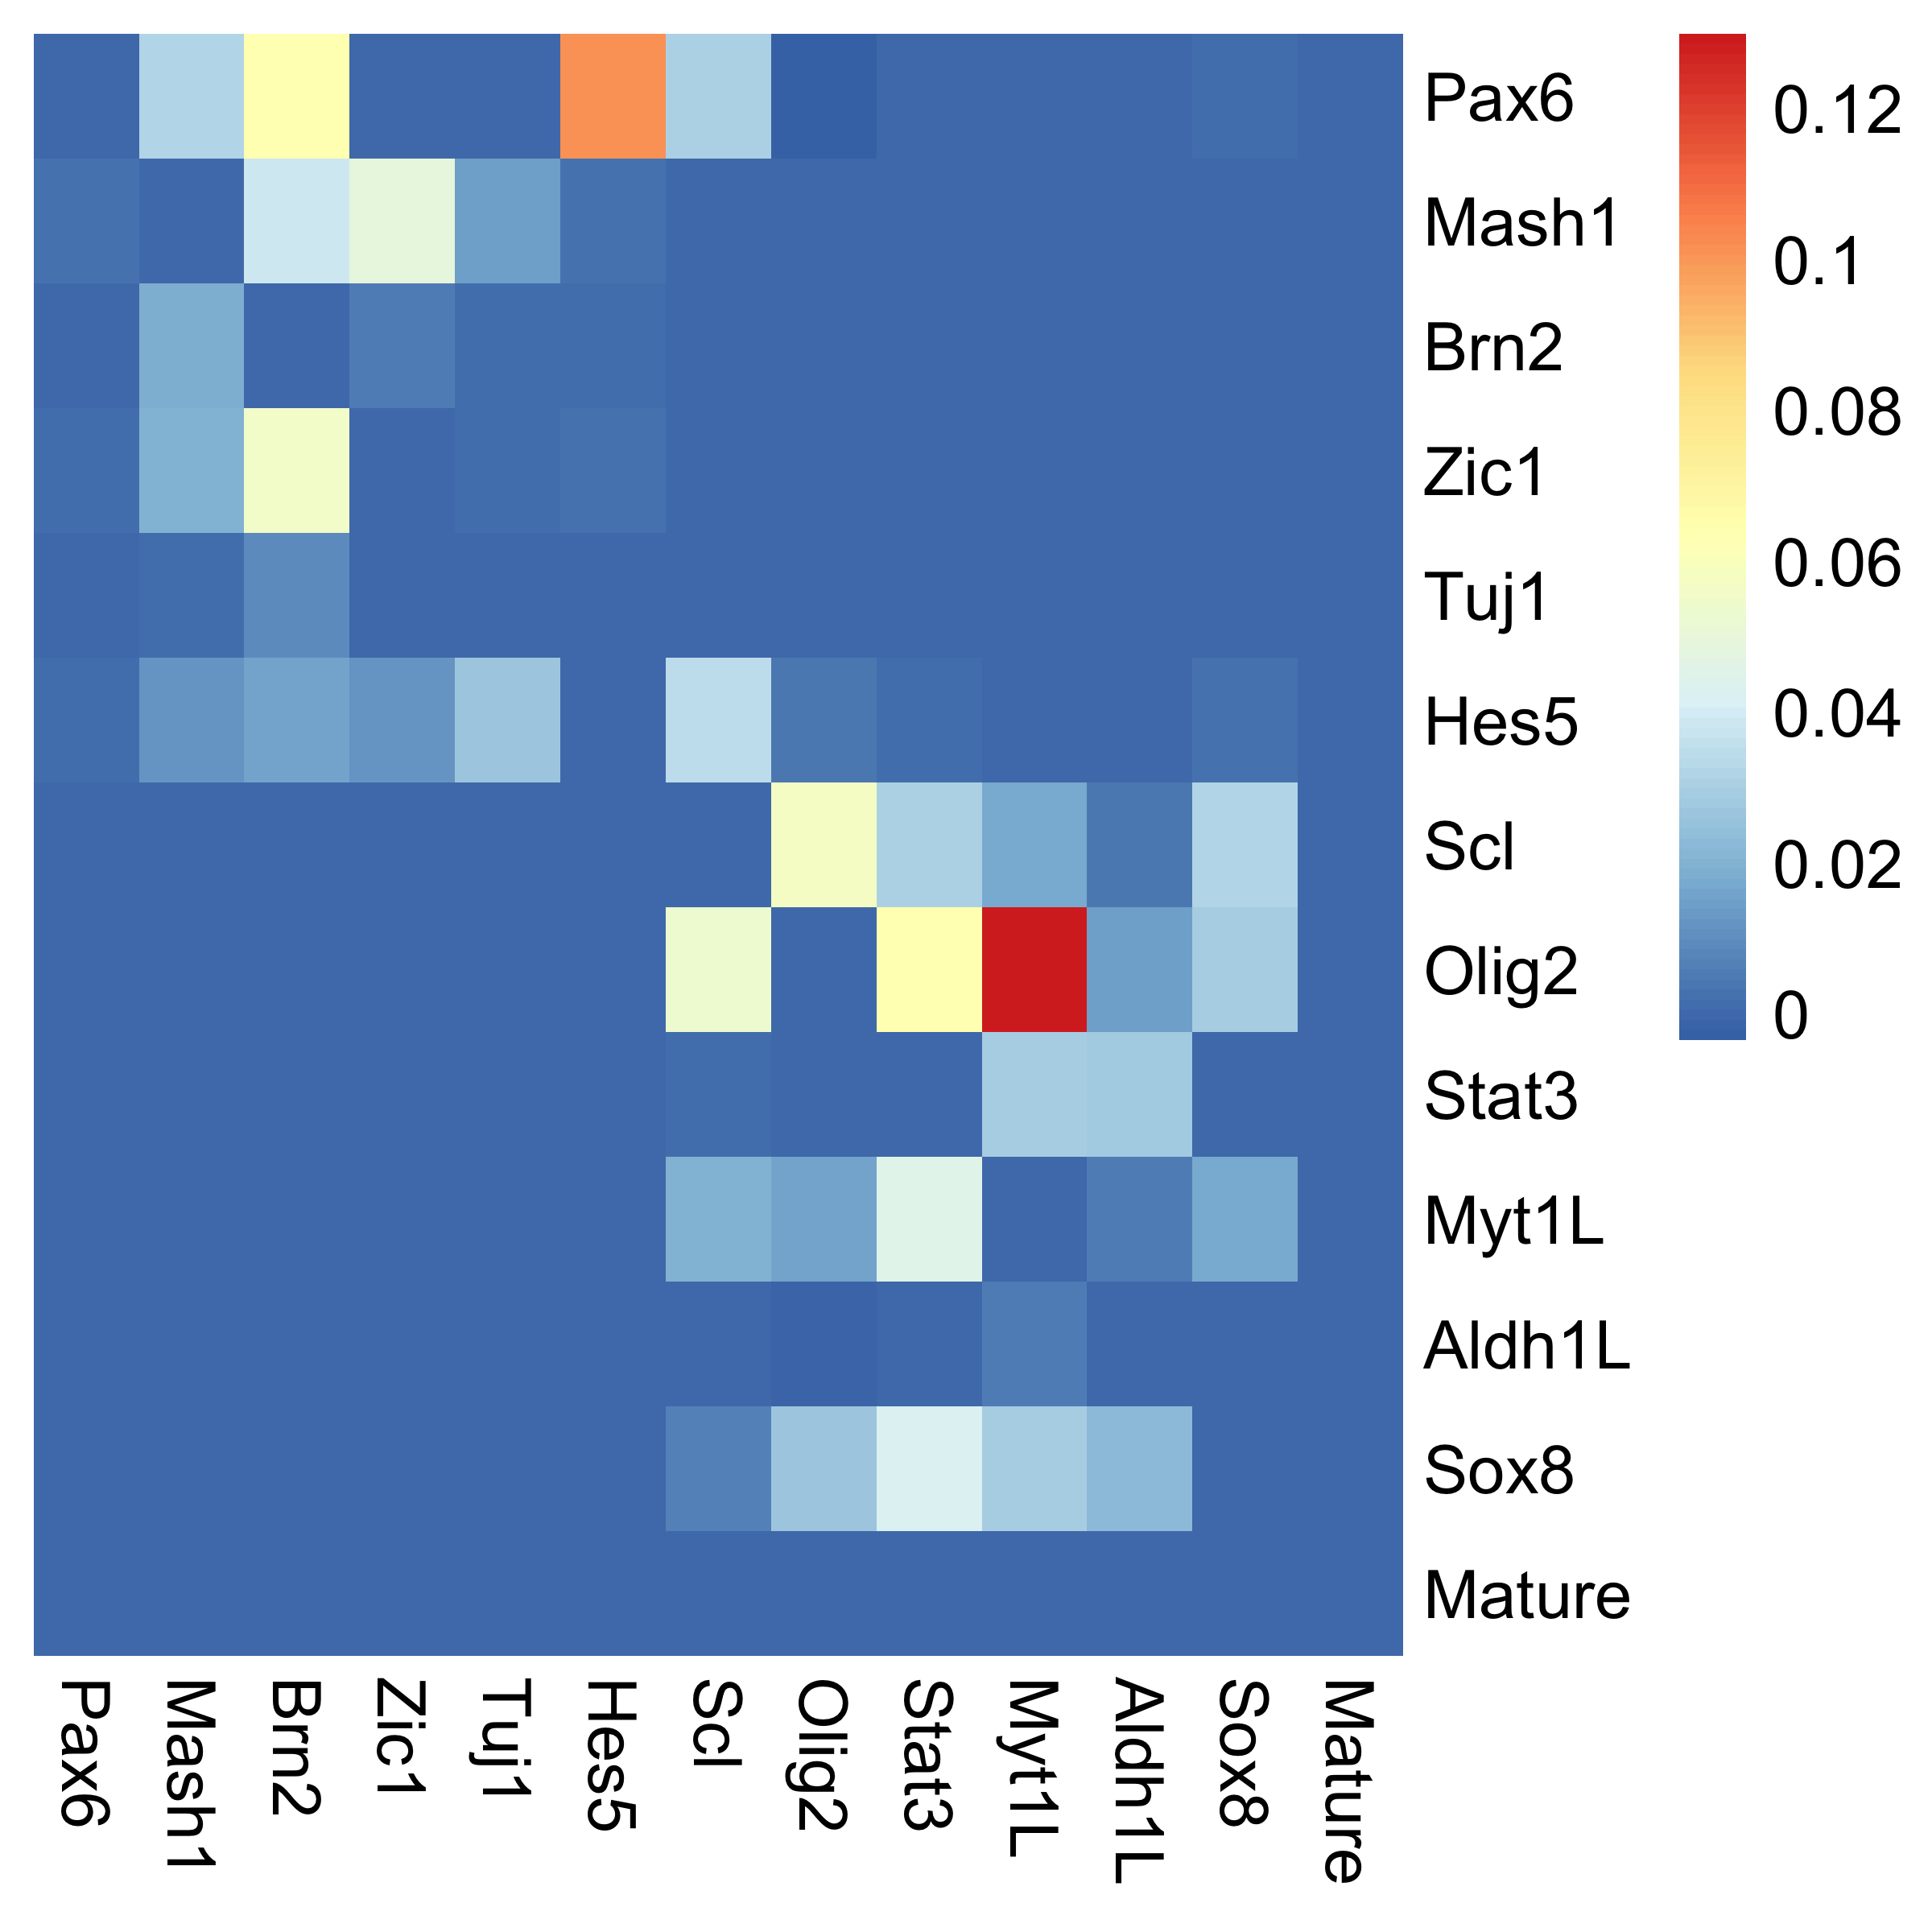 Pax6
Mash1
Brn2
Zic1
Tuj1
Hes5
Scl
Olig2
Stat3
Myt1L
Aldh1L
Sox8
Mature
0.12
0.1
0.08
0.06
0.04
0.02
0
Pax6
Mash1
Brn2
Zic1
Tuj1
Hes5
Scl
Olig2
Stat3
Myt1L
Aldh1L
Sox8
Mature